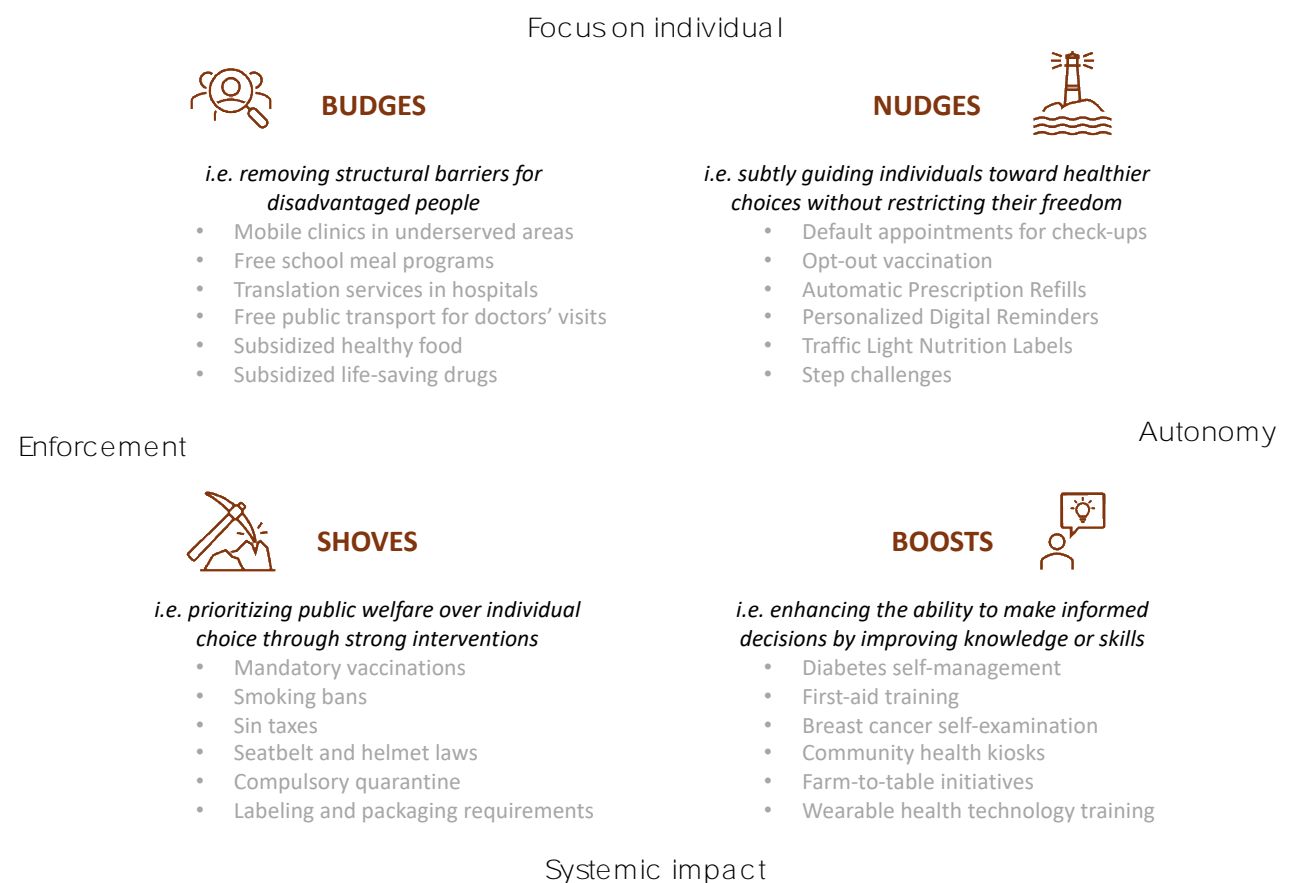 Focus on individual
BUDGES
i.e. removing structural barriers for
disadvantaged people
• Mobile clinics in underserved areas
• Free school meal programs
• Translation services in hospitals
• Free public transport for doctors’ visits
• Subsidized healthy food
• Subsidized life-saving drugs
NUDGES
i.e. subtly guiding individuals toward healthier
choices without restricting their freedom
• Default appointments for check-ups
• Opt-out vaccination
• Automatic Prescription Refills
• Personalized Digital Reminders
• Traffic Light Nutrition Labels
• Step challenges
Enforcement
Autonomy
SHOVES
i.e. prioritizing public welfare over individual
choice through strong interventions
• Mandatory vaccinations
• Smoking bans
• Sin taxes
• Seatbelt and helmet laws
• Compulsory quarantine
• Labeling and packaging requirements
BOOSTS
i.e. enhancing the ability to make informed
decisions by improving knowledge or skills
• Diabetes self-management
• First-aid training
• Breast cancer self-examination
• Community health kiosks
• Farm-to-table initiatives
• Wearable health technology training
Systemic impact